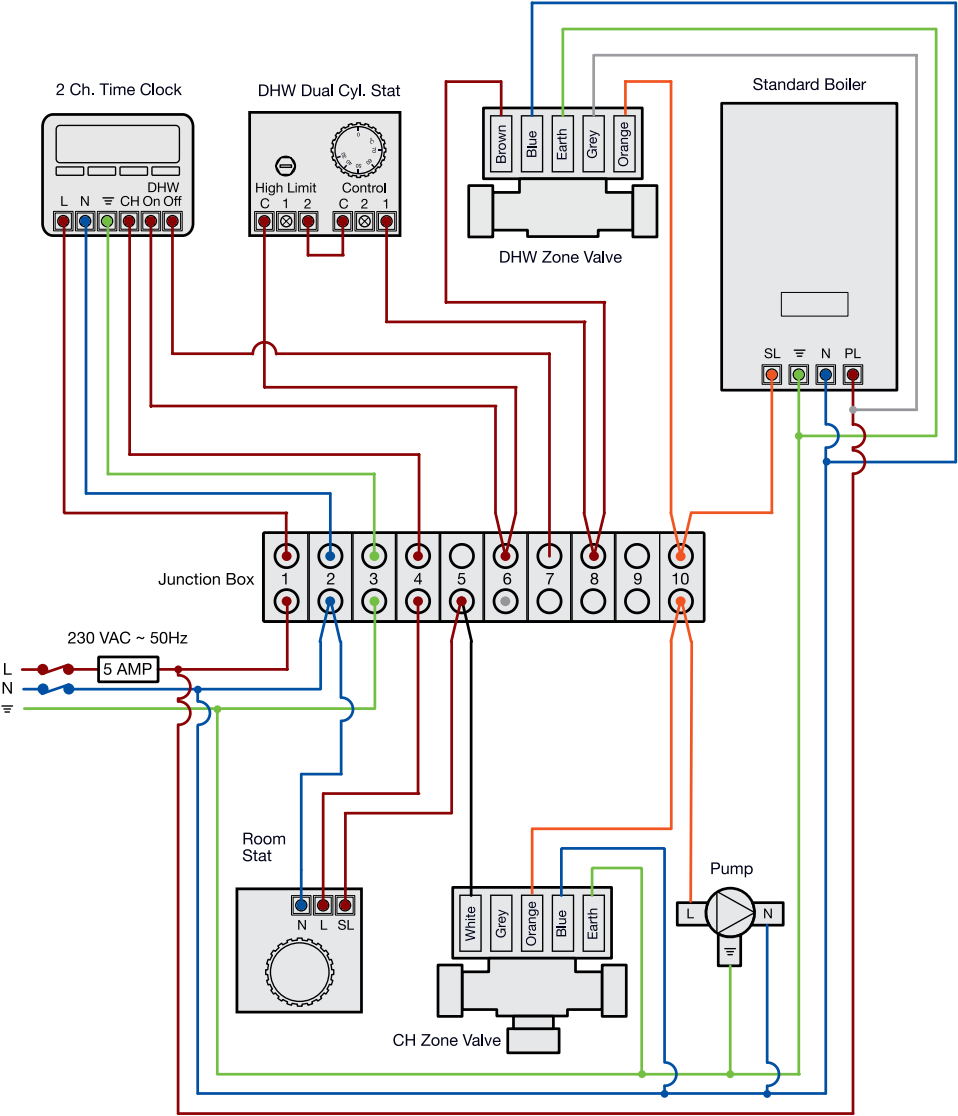 2 Ch. Time Clock
DHW
L N CH On Off
DHW Dual Cyl. Stat
0
High Limit Control
C 1 2 C 2 1
Brown
Blue
Earth
Grey
Orange
DHW Zone Valve
Standard Boiler
SL N PL
Junction Box
1 2 3 4 5 6 7 8 9 10
230 VAC ~ 50Hz
L
5 AMP
N
Room
Stat
N L SL
White
Grey
Orange
Blue
Earth
CH Zone Valve
Pump
L N